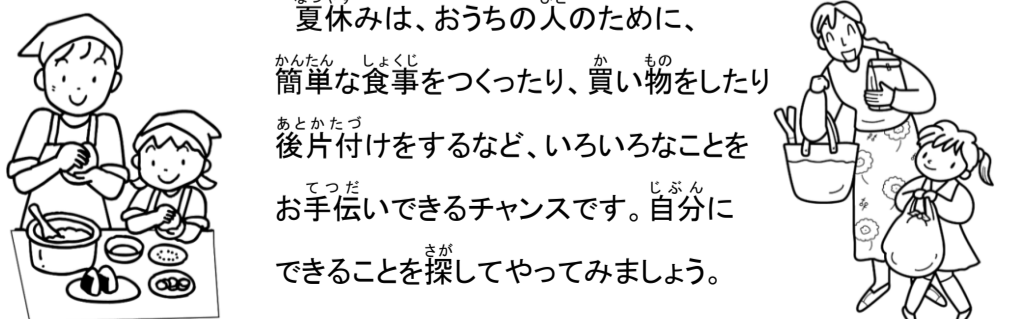 夏休みは、おうちの人のために、
簡単な食事をつくったり、買い物をしたり
後片付けをするなど、いろいろなことを
お手伝いできるチャンスです。自分に
できることを探してやってみましょう。